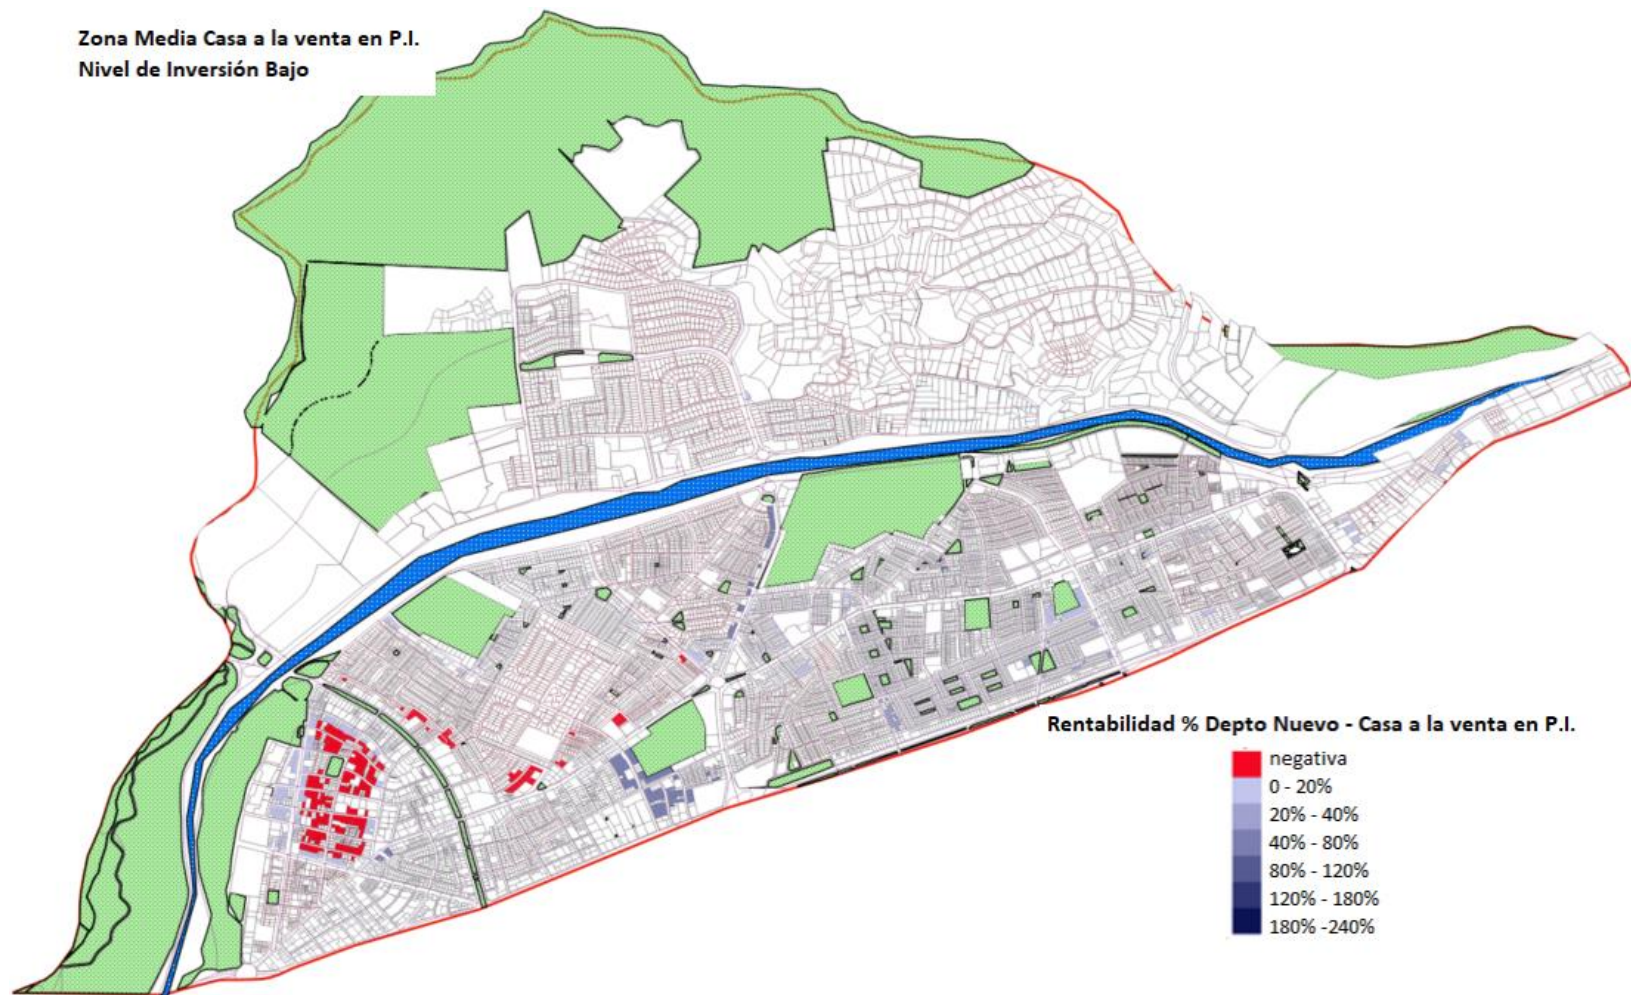 Zona Media Casa a la venta en P.I.
Nivel de Inversión Bajo
Rentabilidad % Depto Nuevo - Casa a la venta en P.I.
negativa
0 - 20%
20% - 40%
40% - 80%
80% - 120%
120% - 180%
180% -240%